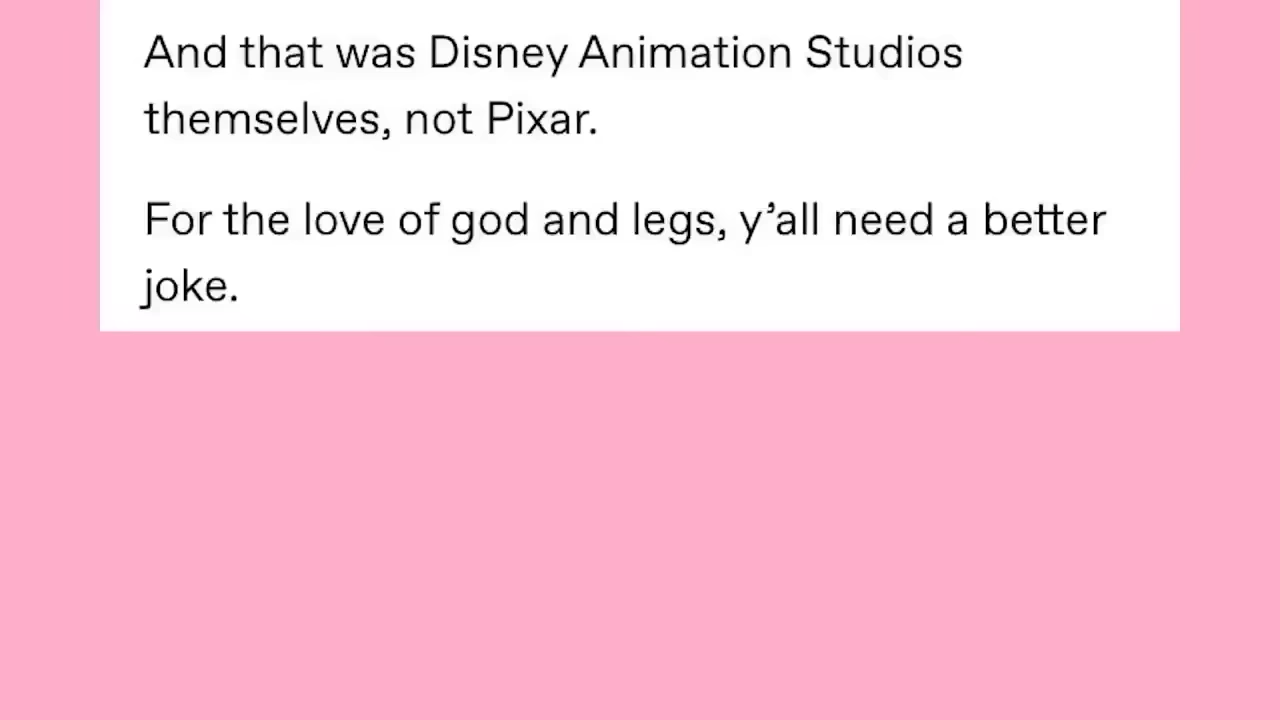 And that was Disney Animation Studios
themselves, not Pixar.
For the love of god and legs, y’all need a better
joke.